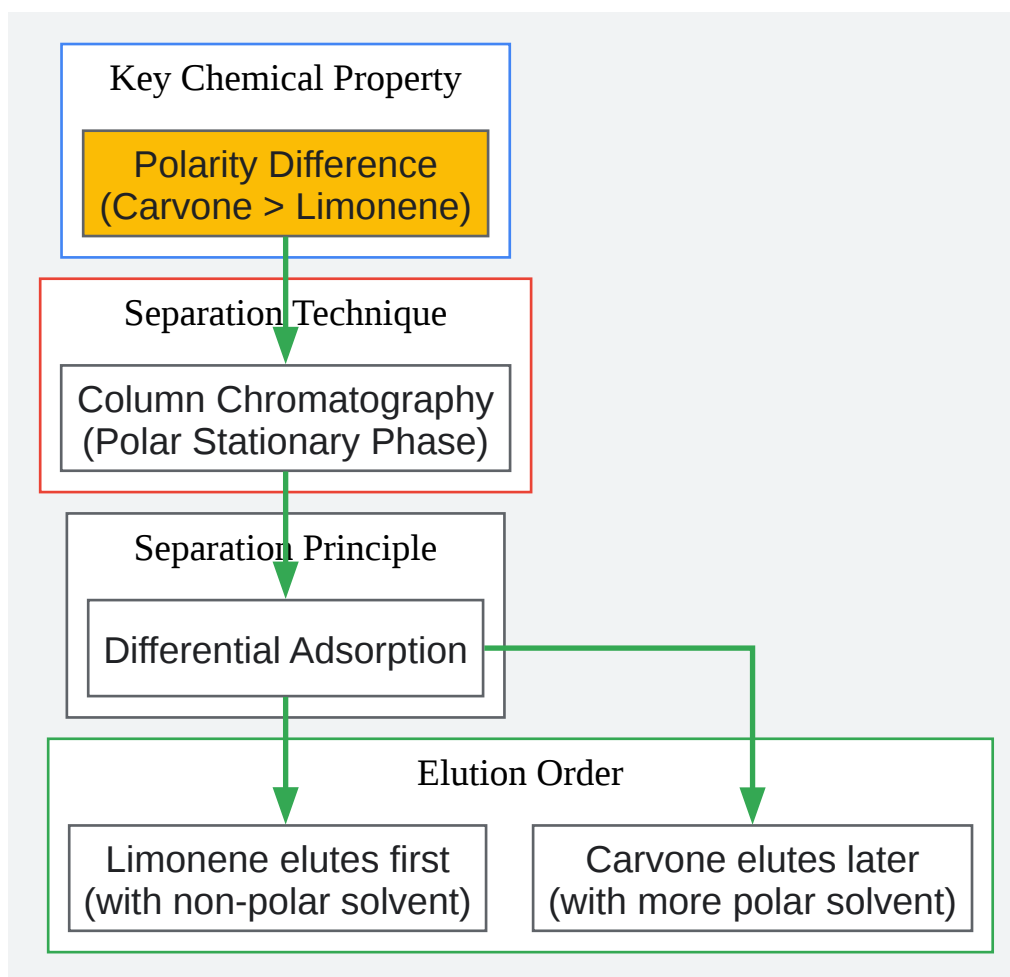 Key Chemical Property
Polarity Difference
(Carvone > Limonene)
Separation Technique
Column Chromatography
(Polar Stationary Phase)
Separation Principle
Differential Adsorption
Elution Order
Limonene elutes first
(with non-polar solvent)
Carvone elutes later
(with more polar solvent)